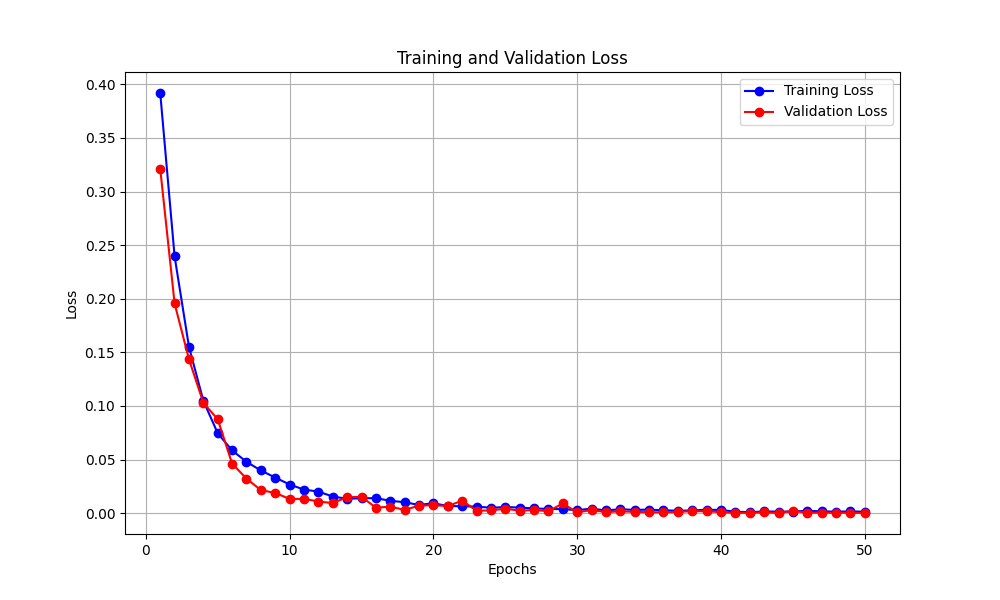 Training and Validation Loss
Training Loss
Validation Loss
0.40
0.35
0.30
0.25
0.20
0.15
0.10
0.05
0.00
Loss
0 10 20 30 40 50
Epochs